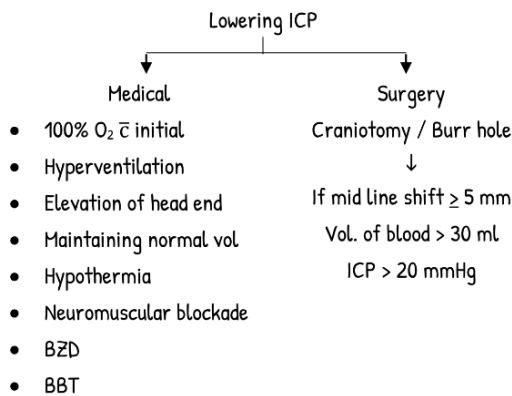 Lowering ICP
Medical
• 100% O₂ c̅ initial
• Hyperventilation
• Elevation of head end
• Maintaining normal vol
• Hypothermia
• Neuromuscular blockade
• BZD
• BBT
Surgery
Craniotomy / Burr hole
↓
If mid line shift ≥ 5 mm
Vol. of blood > 30 ml
ICP > 20 mmHg